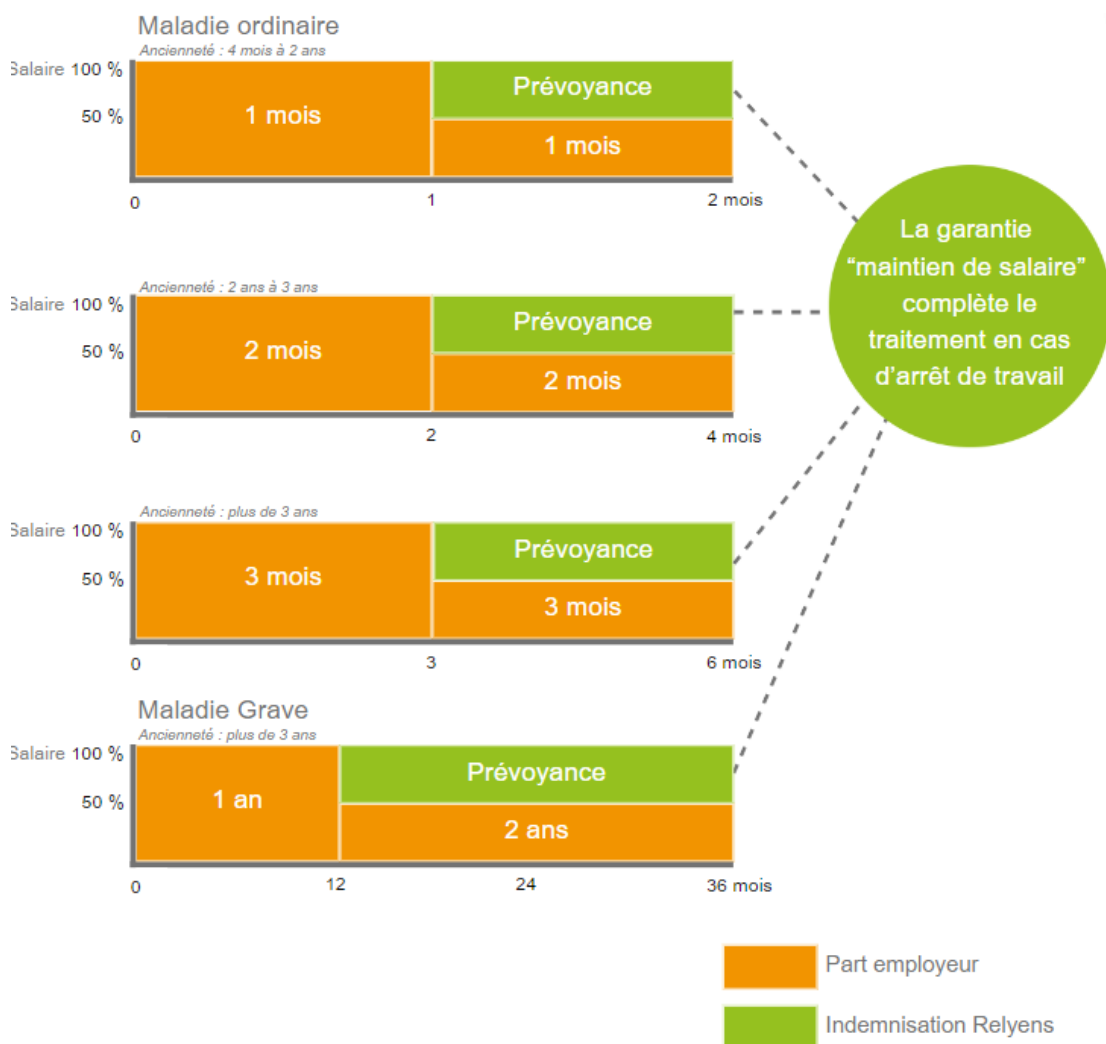 Maladie ordinaire
Ancienneté : 4 mois à 2 ans
Salaire 100 %
50 %
1 mois
Prévoyance
1 mois
0
1
2 mois
Ancienneté : 2 ans à 3 ans
Salaire 100 %
50 %
2 mois
Prévoyance
2 mois
0
2
4 mois
Ancienneté : plus de 3 ans
Salaire 100 %
50 %
3 mois
Prévoyance
3 mois
0
3
6 mois
Maladie Grave
Ancienneté : plus de 3 ans
Salaire 100 %
50 %
1 an
Prévoyance
2 ans
0
12
24
36 mois
La garantie
“maintien de salaire”
complète le
traitement en cas
d’arrêt de travail
Part employeur
Indemnisation Relyens